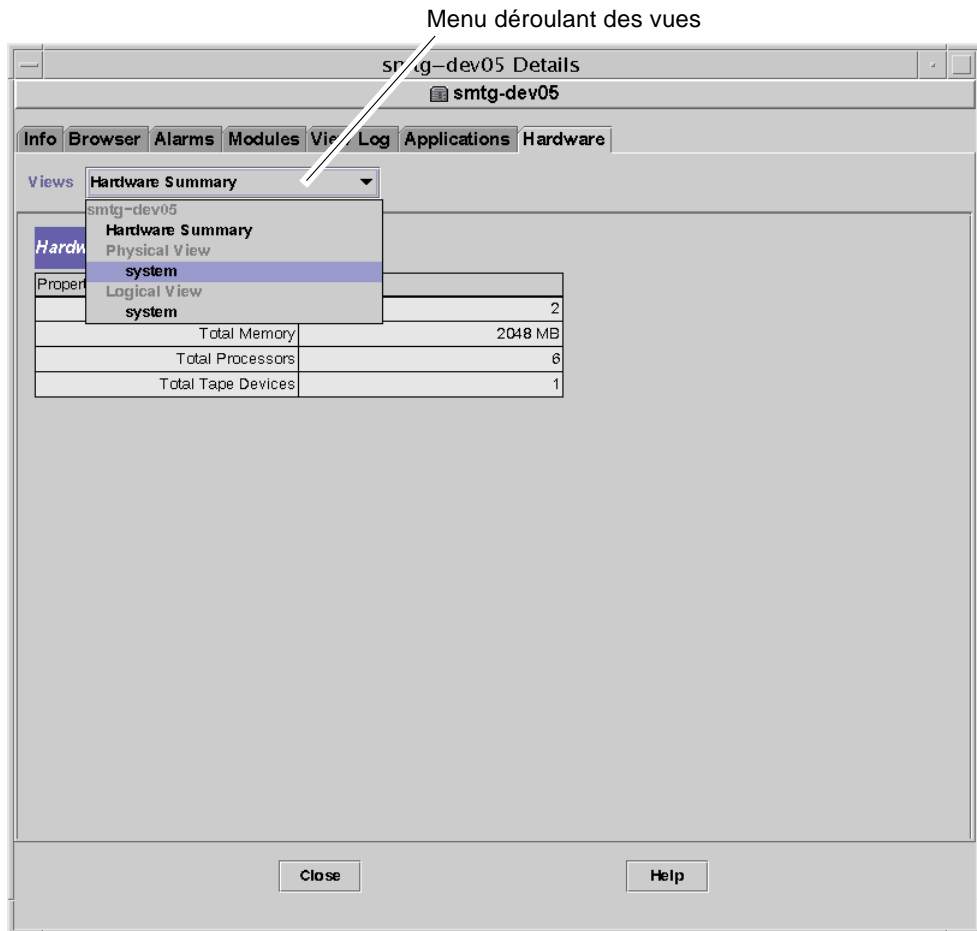 Menu déroulant des vues
smtg-dev05 Details
smtg-dev05
Info Browser Alarms Modules View Log Applications Hardware
Views Hardware Summary
smtg-dev05
Hardware Summary
Physical View
system
Logical View
system
2
Total Memory 2048 MB
Total Processors 6
Total Tape Devices 1
Close Help